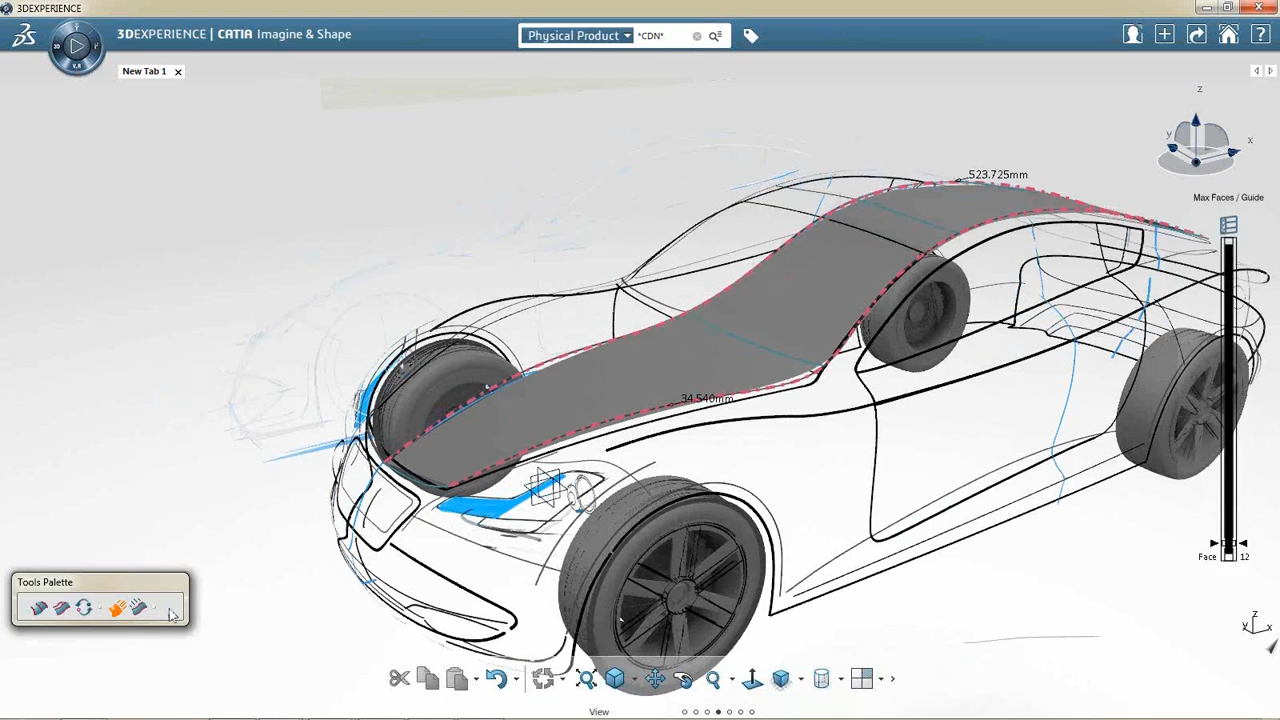 3DEXPERIENCE
3DEXPERIENCE | CATIA Imagine & Shape
Physical Product
*CDN*
3D
V.R
New Tab 1
z
y
x
523.725mm
Max Faces / Guide
34.540mm
Face 12
Tools Palette
z
y x
View